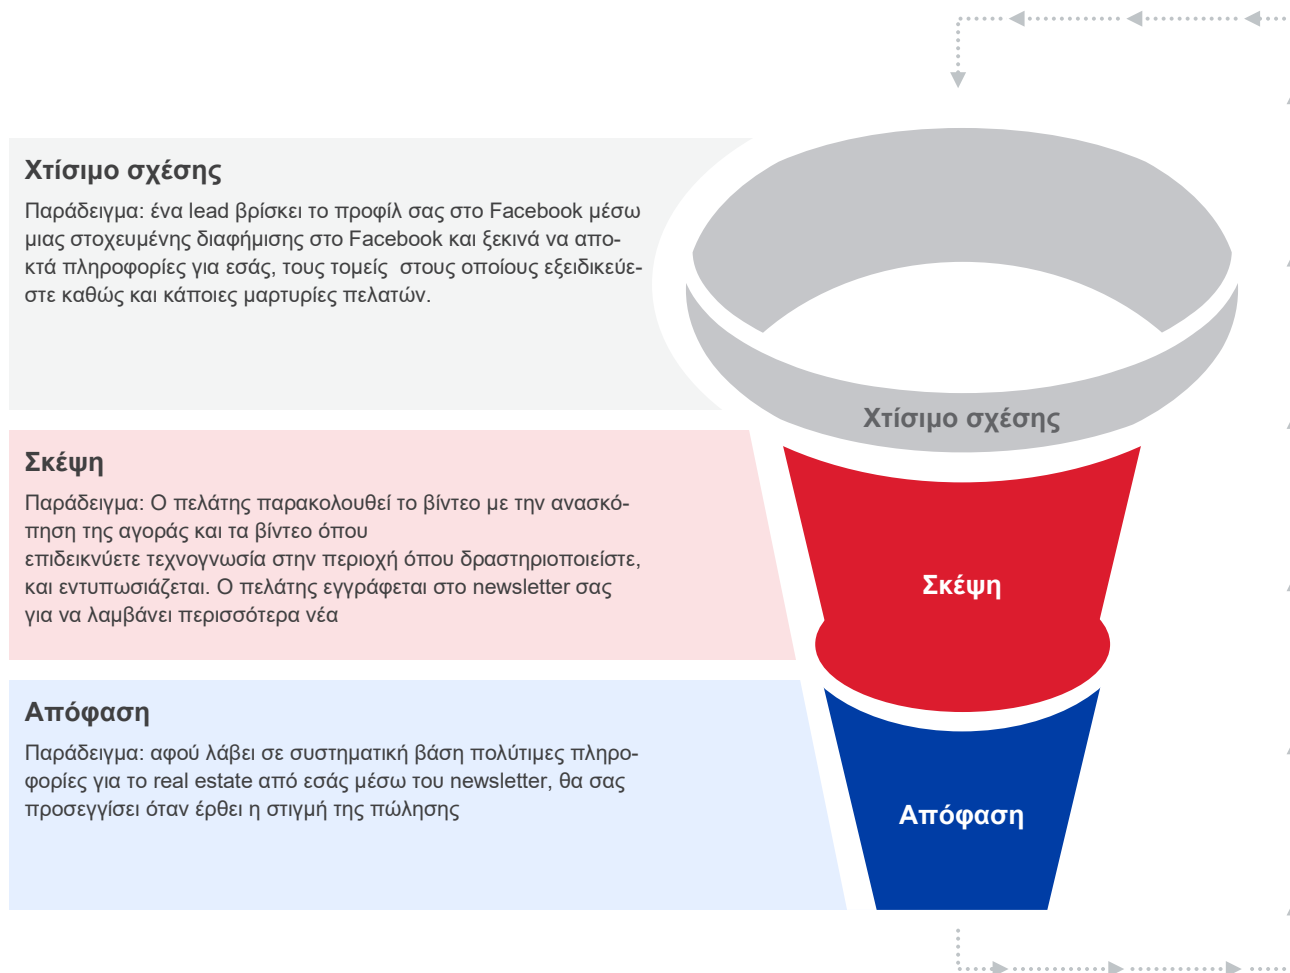 Χτίσιμο σχέσης
Παράδειγμα: ένα lead βρίσκει το προφίλ σας στο Facebook μέσω
μιας στοχευμένης διαφήμισης στο Facebook και ξεκινά να απο-
κτά πληροφορίες για εσάς, τους τομείς  στους οποίους εξειδικεύε-
στε καθώς και κάποιες μαρτυρίες πελατών.
Χτίσιμο σχέσης
Σκέψη
Παράδειγμα: Ο πελάτης παρακολουθεί το βίντεο με την ανασκό-
πηση της αγοράς και τα βίντεο όπου
επιδεικνύετε τεχνογνωσία στην περιοχή όπου δραστηριοποιείστε,
και εντυπωσιάζεται. Ο πελάτης εγγράφεται στο newsletter σας
για να λαμβάνει περισσότερα νέα
Σκέψη
Απόφαση
Παράδειγμα: αφού λάβει σε συστηματική βάση πολύτιμες πληρο-
φορίες για το real estate από εσάς μέσω του newsletter, θα σας
προσεγγίσει όταν έρθει η στιγμή της πώλησης
Απόφαση